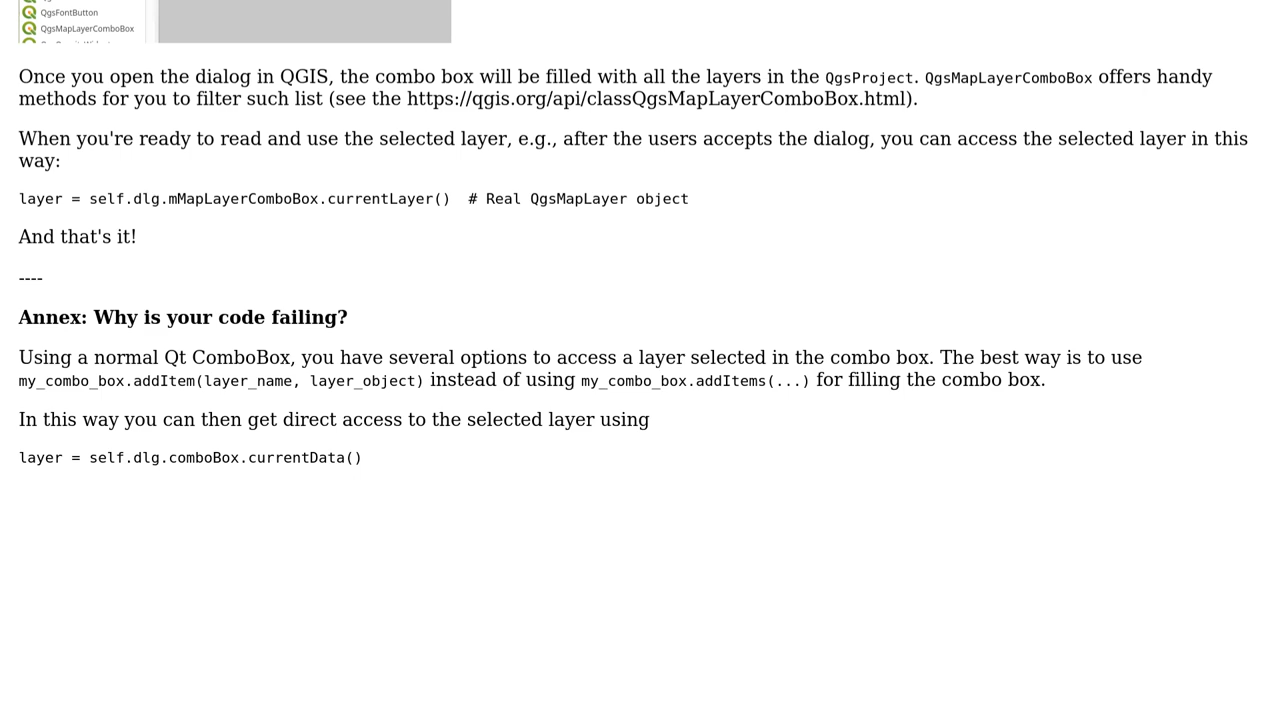 QgsFontButton
QgsMapLayerComboBox
Once you open the dialog in QGIS, the combo box will be filled with all the layers in the QgsProject. QgsMapLayerComboBox offers handy
methods for you to filter such list (see the https://qgis.org/api/classQgsMapLayerComboBox.html).
When you're ready to read and use the selected layer, e.g., after the users accepts the dialog, you can access the selected layer in this
way:
layer = self.dlg.mMapLayerComboBox.currentLayer()  # Real QgsMapLayer object
And that's it!
----
Annex: Why is your code failing?
Using a normal Qt ComboBox, you have several options to access a layer selected in the combo box. The best way is to use
my_combo_box.addItem(layer_name, layer_object) instead of using my_combo_box.addItems(...) for filling the combo box.
In this way you can then get direct access to the selected layer using
layer = self.dlg.comboBox.currentData()